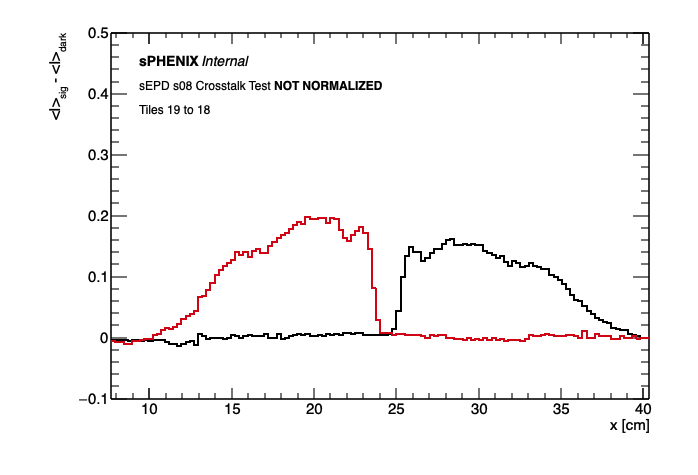 0.5
<I>sig - <I>dark
sPHENIX Internal
sEPD s08 Crosstalk Test NOT NORMALIZED
0.4
Tiles 19 to 18
0.3
0.2
0.1
0
−0.1
10 15 20 25 30 35 40
x [cm]